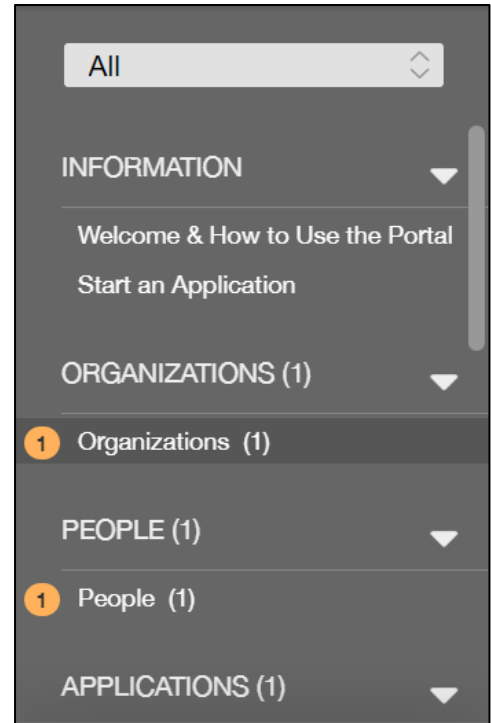 All
INFORMATION
Welcome & How to Use the Portal
Start an Application
ORGANIZATIONS (1)
1 Organizations (1)
PEOPLE (1)
1 People (1)
APPLICATIONS (1)